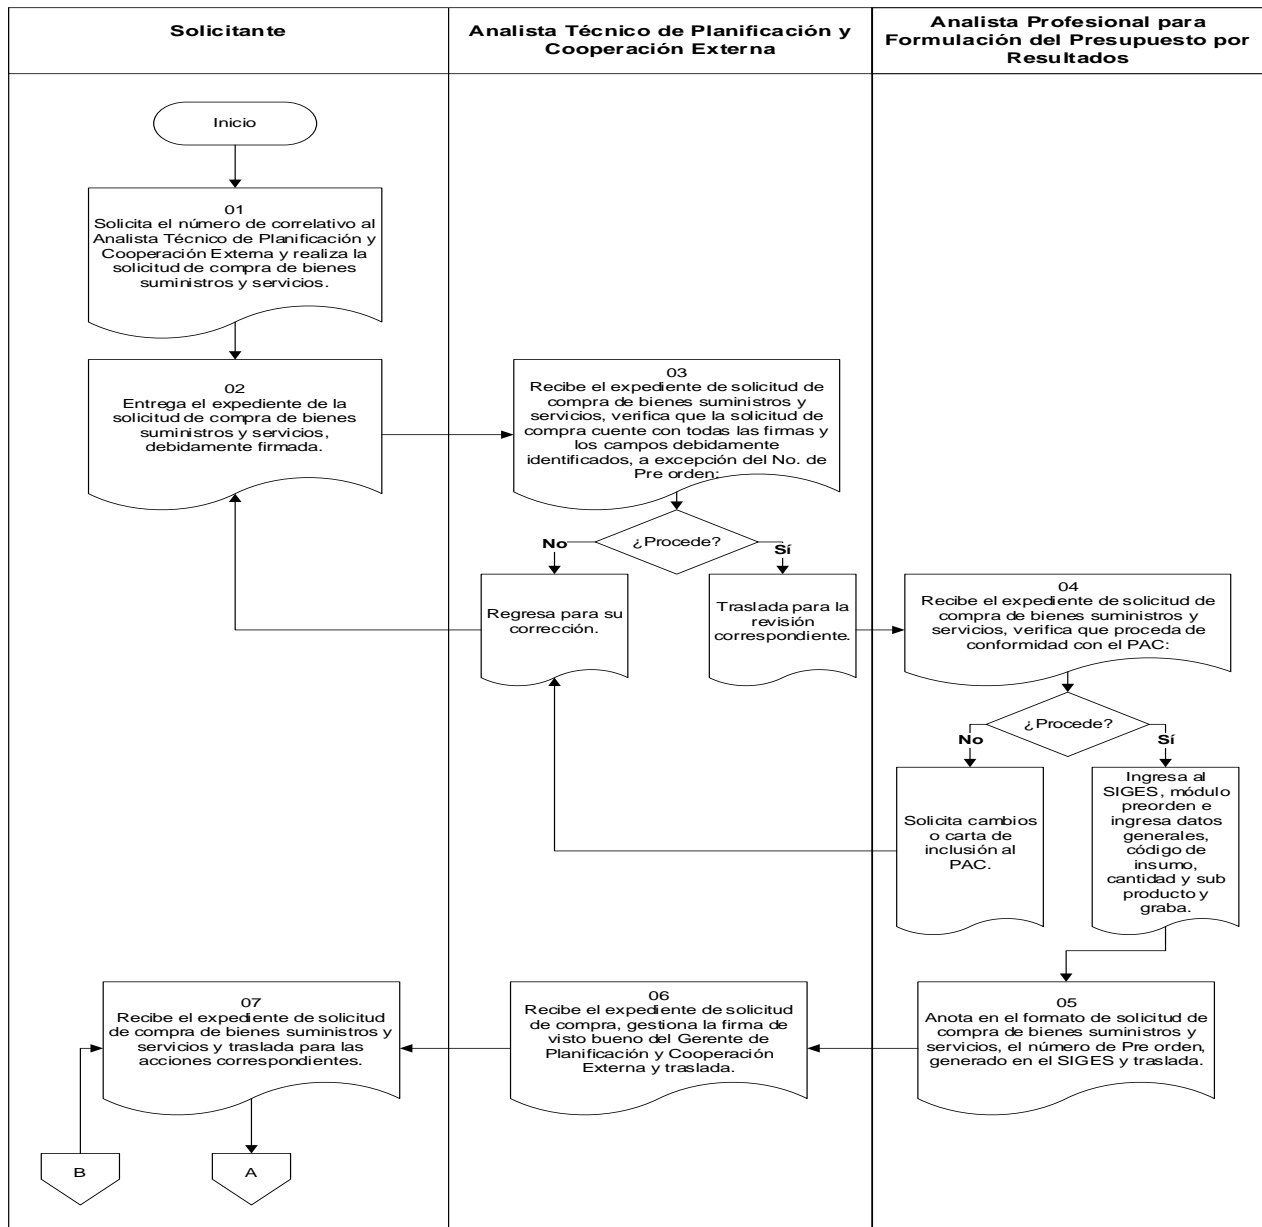 Solicitante
Analista Técnico de Planificación y
Cooperación Externa
Analista Profesional para
Formulación del Presupuesto por
Resultados
Inicio
01
Solicita el número de correlativo al
Analista Técnico de Planificación y
Cooperación Externa y realiza la
solicitud de compra de bienes
suministros y servicios.
02
Entrega el expediente de la
solicitud de compra de bienes
suministros y servicios,
debidamente firmada.
03
Recibe el expediente de solicitud de
compra de bienes suministros y
servicios, verifica que la solicitud de
compra cuente con todas las firmas y
los campos debidamente
identificados, a excepción del No. de
Pre orden:
¿Procede?
No
Sí
Regresa para su
corrección.
Traslada para la
revisión
correspondiente.
04
Recibe el expediente de solicitud de
compra de bienes suministros y
servicios, verifica que proceda de
conformidad con el PAC:
¿Procede?
No
Sí
Solicita cambios
o carta de
inclusión al
PAC.
Ingresa al
SIGES, módulo
preorden e
ingresa datos
generales,
código de
insumo,
cantidad y sub
producto y
graba.
07
Recibe el expediente de solicitud
de compra de bienes suministros y
servicios y traslada para las
acciones correspondientes.
06
Recibe el expediente de solicitud
de compra, gestiona la firma de
visto bueno del Gerente de
Planificación y Cooperación
Externa y traslada.
05
Anota en el formato de solicitud de
compra de bienes suministros y
servicios, el número de Pre orden,
generado en el SIGES y traslada.
B
A